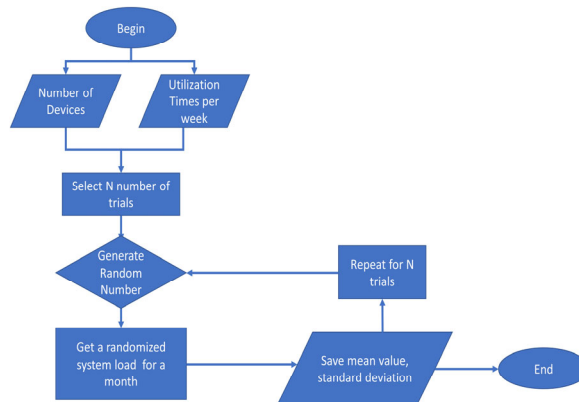 Begin
Number of
Devices
Utilization
Times per
week
Select N number of
trials
Generate
Random
Number
Repeat for N
trials
Get a randomized
system load for a
month
Save mean value,
standard deviation
End